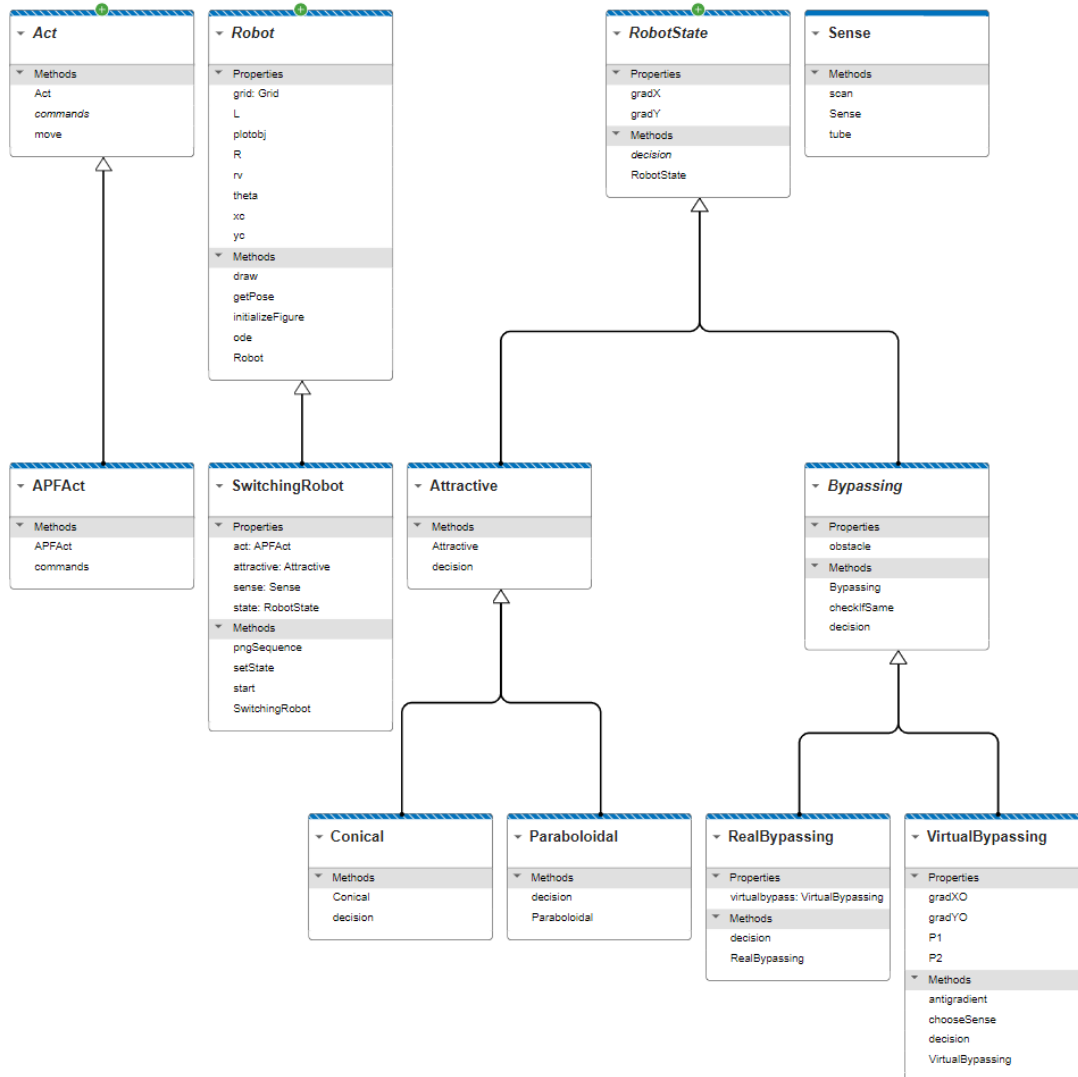 Act
Methods
Act
commands
move
Robot
Properties
grid: Grid
L
plotobj
R
rv
theta
xc
yc
Methods
draw
getPose
initializeFigure
ode
Robot
RobotState
Properties
gradX
gradY
Methods
decision
RobotState
Sense
Methods
scan
Sense
tube
APFAct
Methods
APFAct
commands
SwitchingRobot
Properties
act: APFAct
attractive: Attractive
sense: Sense
state: RobotState
Methods
pngSequence
setState
start
SwitchingRobot
Attractive
Methods
Attractive
decision
Bypassing
Properties
obstacle
Methods
Bypassing
checkIfSame
decision
Conical
Methods
Conical
decision
Paraboloidal
Methods
decision
Paraboloidal
RealBypassing
Properties
virtualbypass: VirtualBypassing
Methods
decision
RealBypassing
VirtualBypassing
Properties
gradXO
gradYO
P1
P2
Methods
antigradient
chooseSense
decision
VirtualBypassing